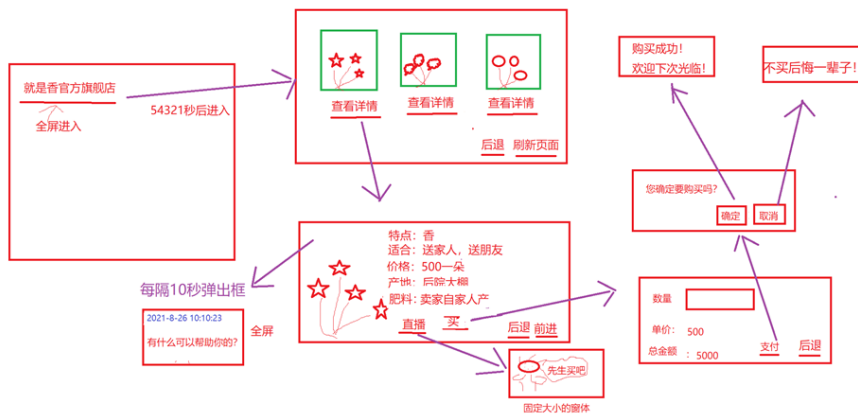 就是香官方旗舰店
54321秒后进入
全屏进入
查看详情
查看详情
查看详情
后退
刷新页面
购买成功!
欢迎下次光临!
不买后悔一辈子!
您确定要购买吗?
确定
取消
特点:香
适合:送家人,送朋友
价格:500一朵
产地:后院大棚
肥料:卖家自家人产
直播
买
后退
前进
每隔10秒弹出框
2021-8-26 10:10:23
有什么可以帮助你的?
全屏
先生买吧
固定大小的窗体
数量
单价: 500
总金额 : 5000
支付
后退